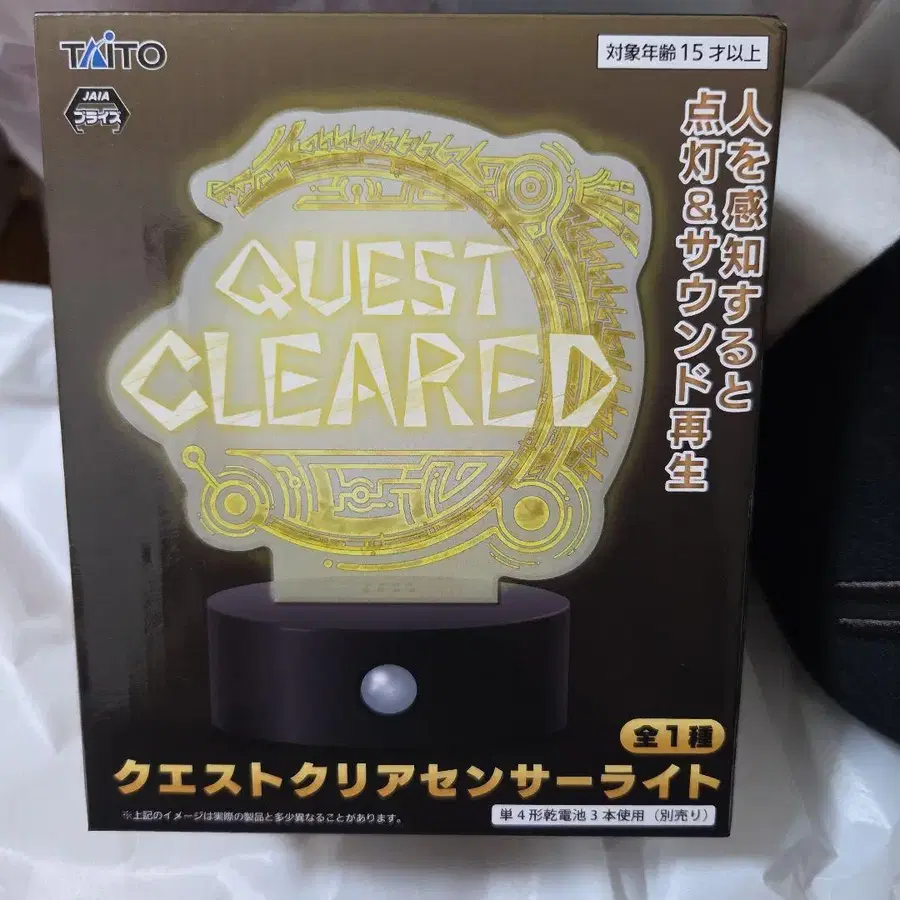 TAITO
JAIA
プライズ
対象年齢15才以上
人を感知すると
点灯&サウンド再生
QUEST
CLEARED
全1種
クエストクリアセンサーライト
※上記のイメージは実際の製品と多少異なることがあります。
単4形乾電池3本使用(別売り)